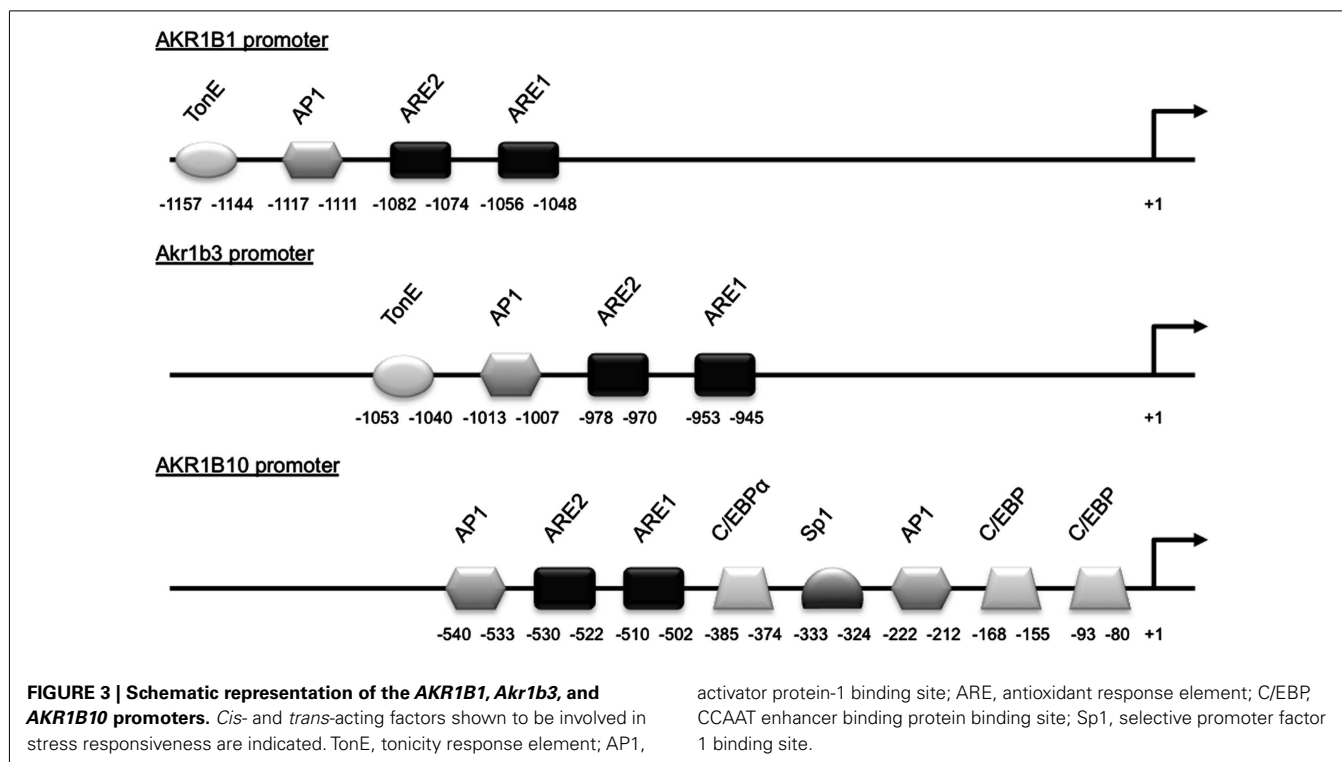 AKR1B1 promoter
TonE AP1 ARE2 ARE1
-1157 -1144 -1117 -1111 -1082 -1074 -1056 -1048 +1
Akr1b3 promoter
TonE AP1 ARE2 ARE1
-1053 -1040 -1013 -1007 -978 -970 -953 -945 +1
AKR1B10 promoter
AP1 ARE2 ARE1 C/EBPα Sp1 AP1 C/EBP C/EBP
-540 -533 -530 -522 -510 -502 -385 -374 -333 -324 -222 -212 -168 -155 -93 -80 +1
FIGURE 3 | Schematic representation of the AKR1B1, Akr1b3, and
AKR1B10 promoters. Cis- and trans-acting factors shown to be involved in
stress responsiveness are indicated. TonE, tonicity response element; AP1,
activator protein-1 binding site; ARE, antioxidant response element; C/EBP,
CCAAT enhancer binding protein binding site; Sp1, selective promoter factor
1 binding site.